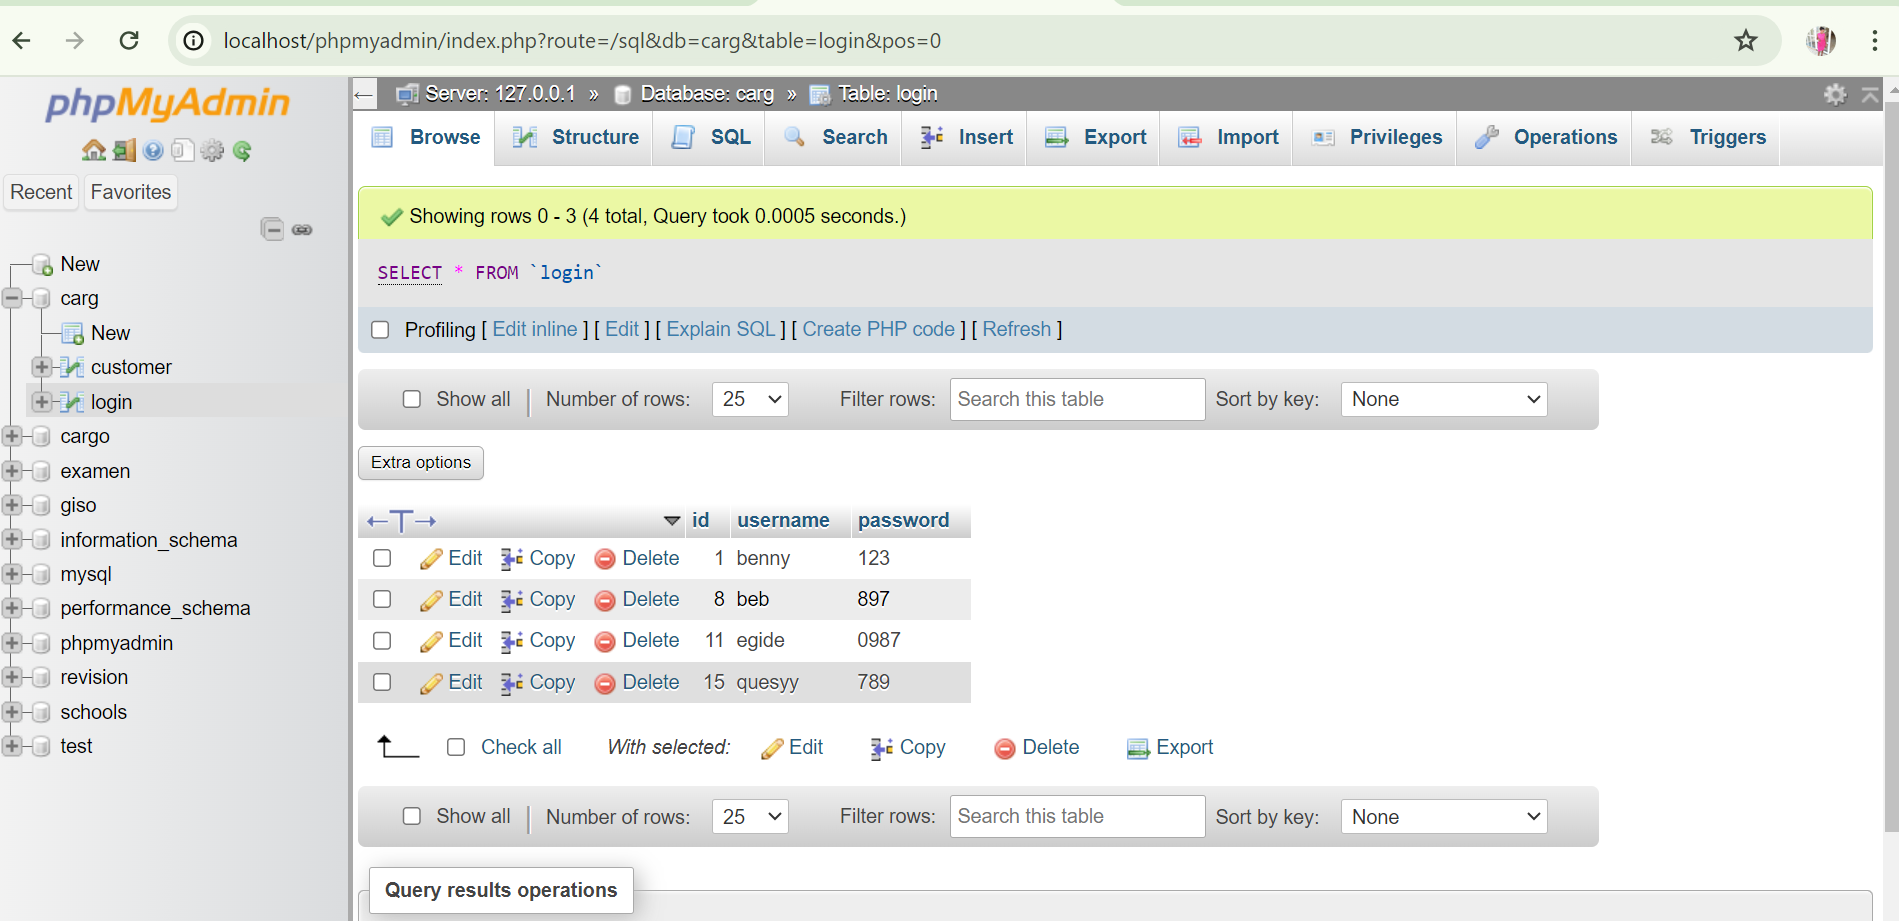 localhost/phpmyadmin/index.php?route=/sql&db=carg&table=login&pos=0
phpMyAdmin
Recent Favorites
New
carg
New
customer
login
cargo
examen
giso
information_schema
mysql
performance_schema
phpmyadmin
revision
schools
test
Server: 127.0.0.1 » Database: carg » Table: login
Browse Structure SQL Search Insert Export Import Privileges Operations Triggers
Showing rows 0 - 3 (4 total, Query took 0.0005 seconds.)
SELECT * FROM `login`
Profiling [ Edit inline ] [ Edit ] [ Explain SQL ] [ Create PHP code ] [ Refresh ]
Show all Number of rows: 25 Filter rows: Search this table Sort by key: None
Extra options
←T→ id username password
Edit Copy Delete 1 benny 123
Edit Copy Delete 8 beb 897
Edit Copy Delete 11 egide 0987
Edit Copy Delete 15 quesyy 789
Check all With selected: Edit Copy Delete Export
Show all Number of rows: 25 Filter rows: Search this table Sort by key: None
Query results operations